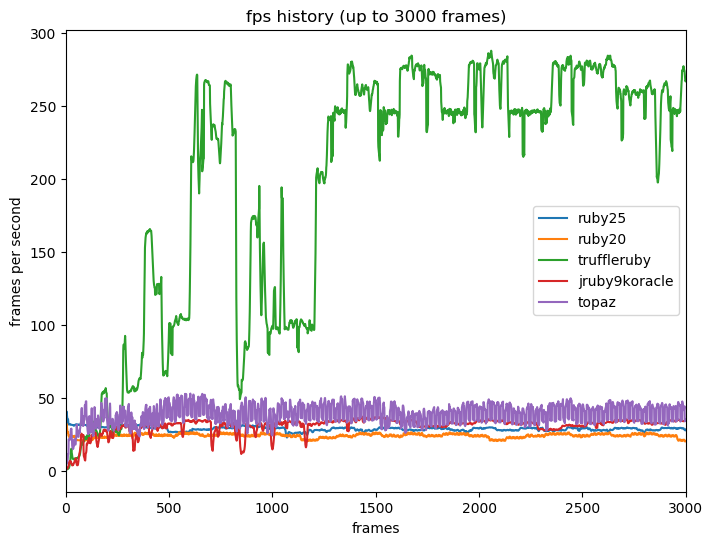 fps history (up to 3000 frames)
300
250
200
150
100
50
0
frames per second
ruby25
ruby20
truffleruby
jruby9koracle
topaz
0 500 1000 1500 2000 2500 3000
frames